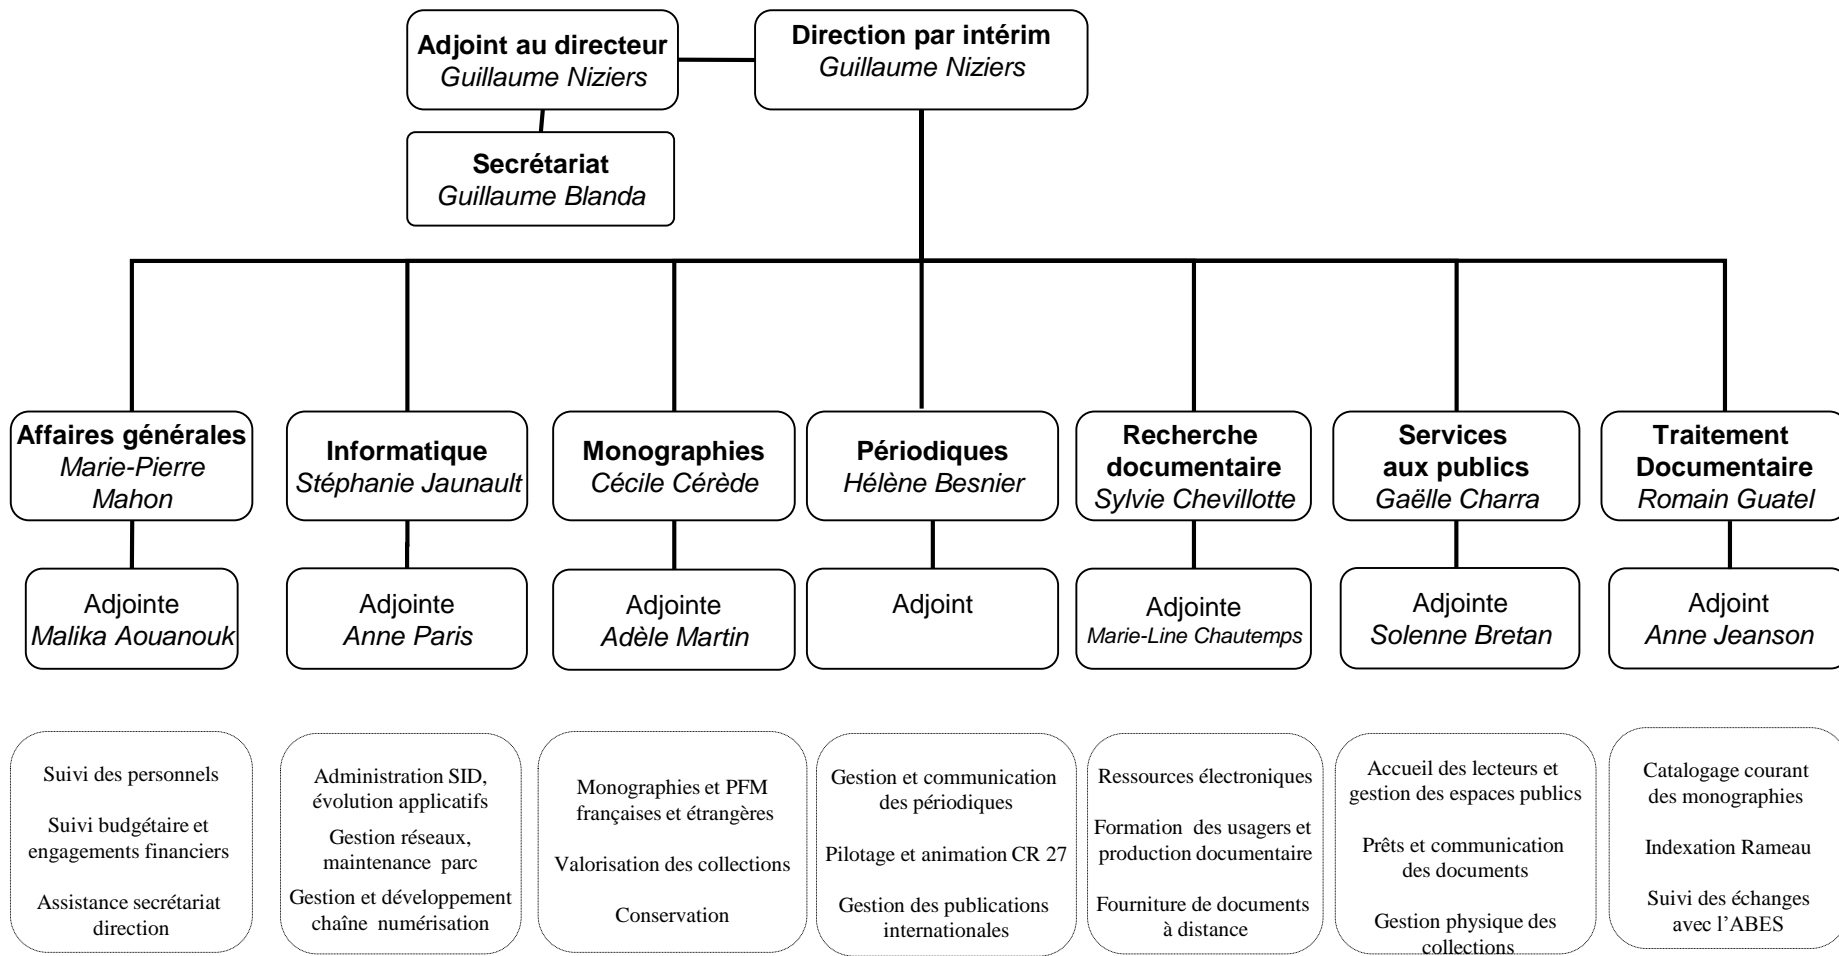 Adjoint au directeur
Guillaume Niziers
Direction par intérim
Guillaume Niziers
Secrétariat
Guillaume Blanda
Affaires générales
Marie-Pierre
Mahon
Informatique
Stéphanie Jaunault
Monographies
Cécile Cérède
Périodiques
Hélène Besnier
Recherche
documentaire
Sylvie Chevillotte
Services
aux publics
Gaëlle Charra
Traitement
Documentaire
Romain Guatel
Adjointe
Malika Aouanouk
Adjointe
Anne Paris
Adjointe
Adèle Martin
Adjoint
Adjointe
Marie-Line Chautemps
Adjointe
Solenne Bretan
Adjoint
Anne Jeanson
Suivi des personnels
Suivi budgétaire et
engagements financiers
Assistance secrétariat
direction
Administration SID,
évolution applicatifs
Gestion réseaux,
maintenance parc
Gestion et développement
chaîne numérisation
Monographies et PFM
françaises et étrangères
Valorisation des collections
Conservation
Gestion et communication
des périodiques
Pilotage et animation CR 27
Gestion des publications
internationales
Ressources électroniques
Formation des usagers et
production documentaire
Fourniture de documents
à distance
Accueil des lecteurs et
gestion des espaces publics
Prêts et communication
des documents
Gestion physique des
collections
Catalogage courant
des monographies
Indexation Rameau
Suivi des échanges
avec l'ABES